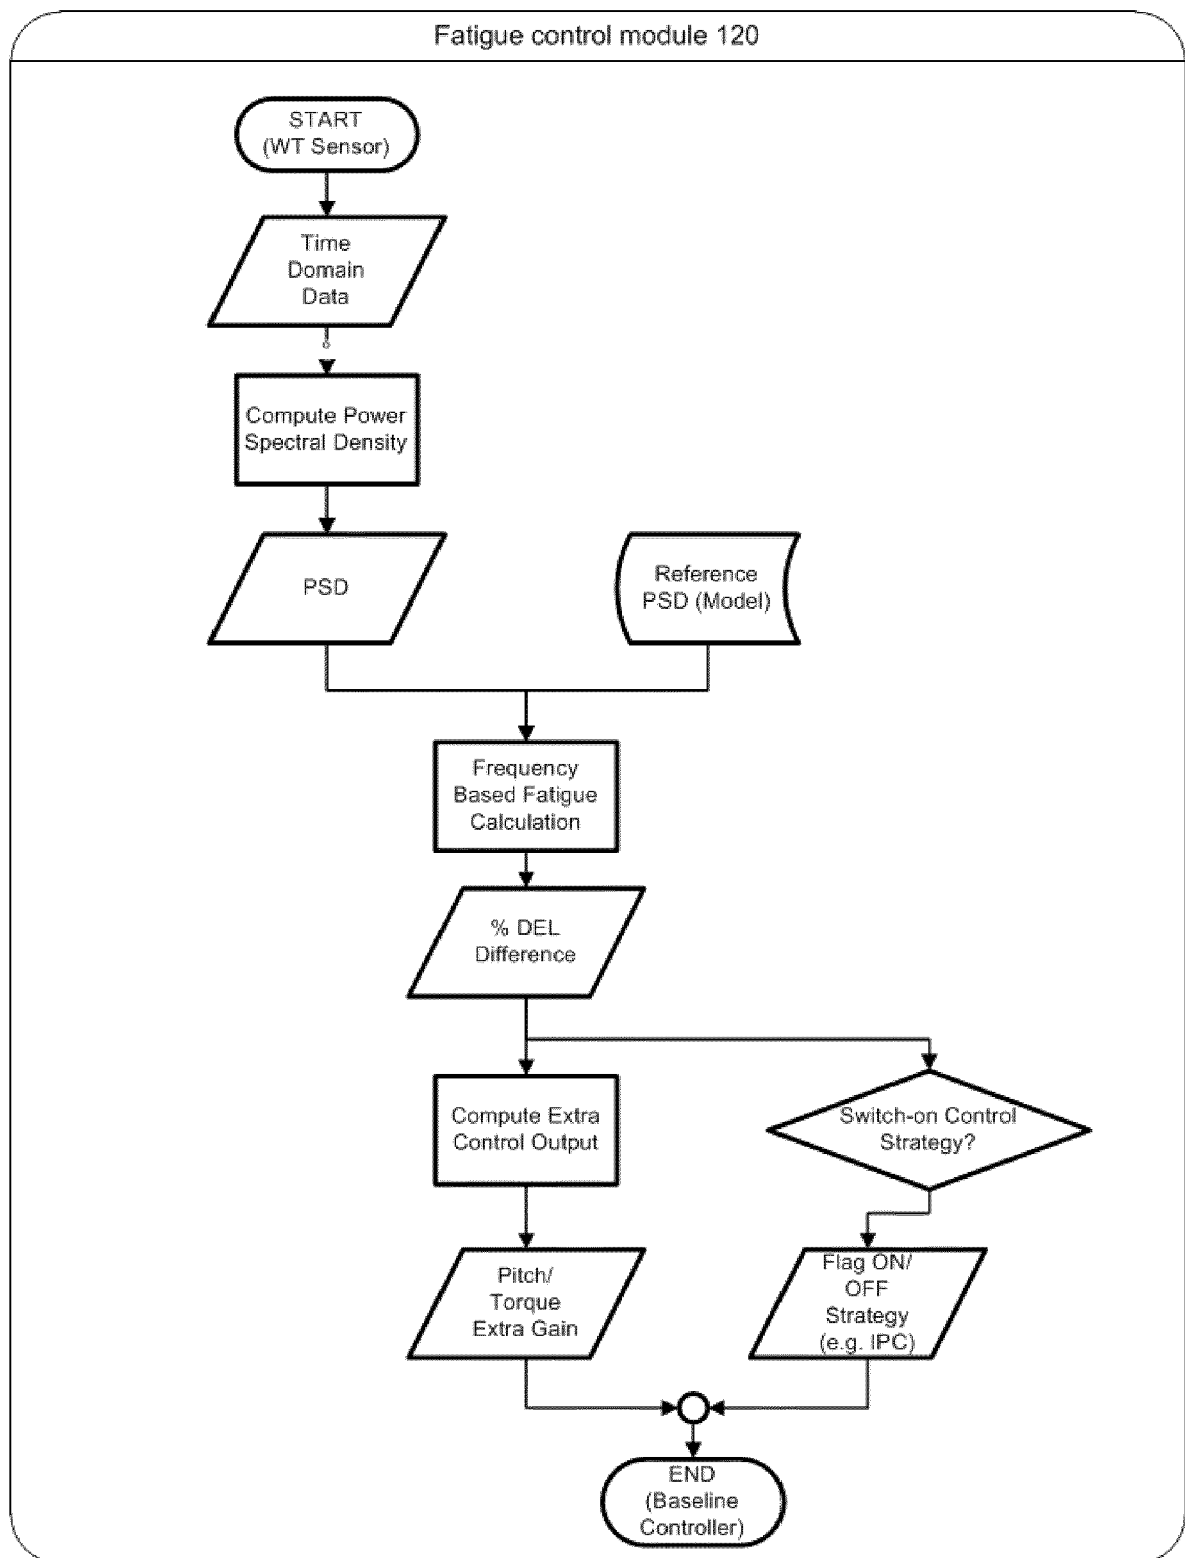 Fatigue control module 120
START
(WT Sensor)
Time
Domain
Data
Compute Power
Spectral Density
PSD
Reference
PSD (Model)
Frequency
Based Fatigue
Calculation
% DEL
Difference
Compute Extra
Control Output
Switch-on Control
Strategy?
Pitch/
Torque
Extra Gain
Flag ON/
OFF
Strategy
(e.g. IPC)
END
(Baseline
Controller)